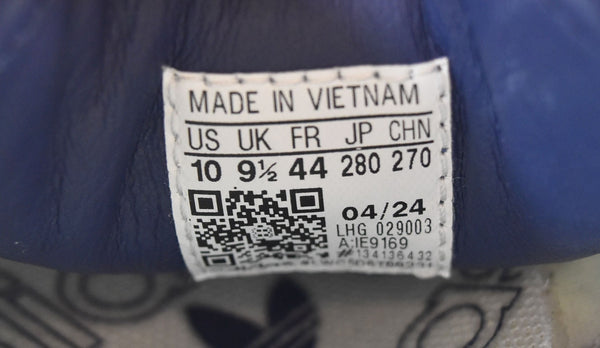 MADE IN VIETNAM
US UK FR JP CHN
10 9½ 44 280 270
04/24
LHG 029003
A:IE9169
#134136432